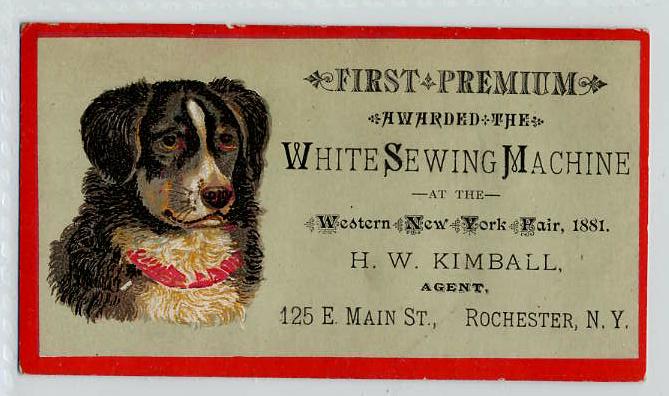 FIRST PREMIUM
AWARDED THE
WHITE SEWING MACHINE
AT THE
Western New York Fair, 1881.
H. W. KIMBALL,
AGENT,
125 E. MAIN ST., ROCHESTER, N. Y.